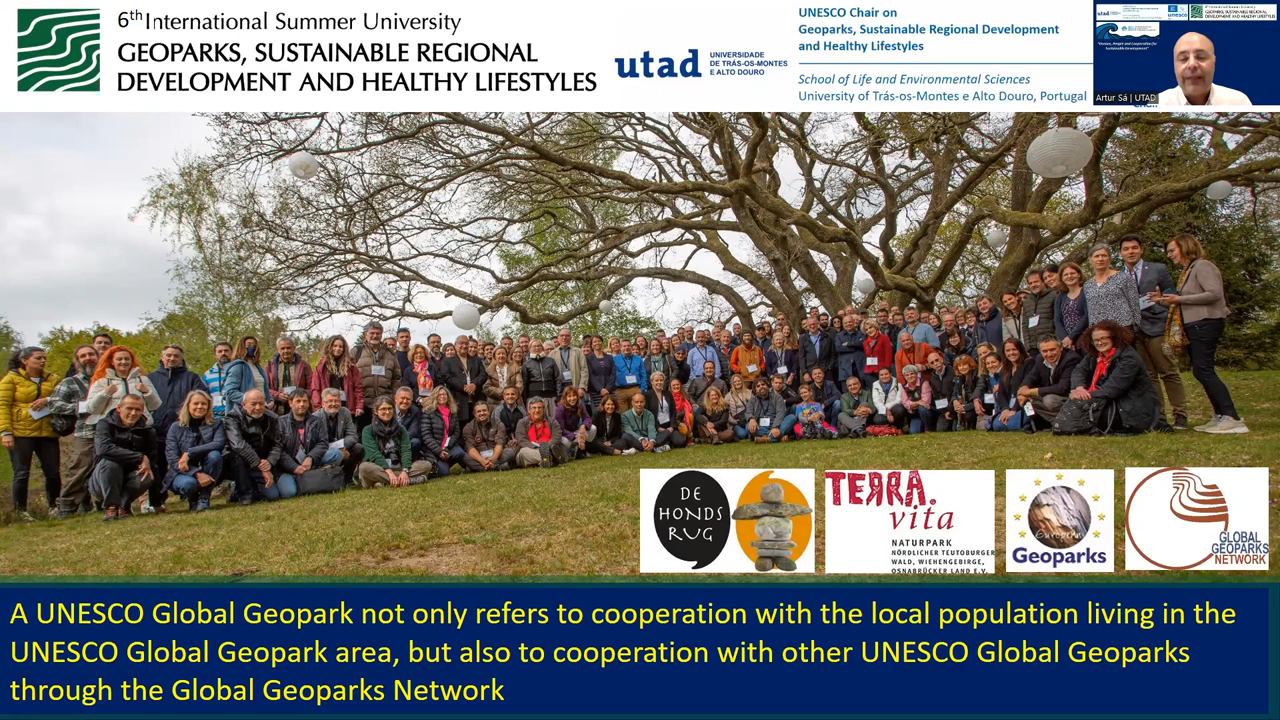 6th International Summer University
GEOPARKS, SUSTAINABLE REGIONAL
DEVELOPMENT AND HEALTHY LIFESTYLES
utad
UNIVERSIDADE
DE TRÁS-OS-MONTES
E ALTO DOURO
UNESCO Chair on
Geoparks, Sustainable Regional Development
and Healthy Lifestyles
School of Life and Environmental Sciences
University of Trás-os-Montes e Alto Douro, Portugal
Artur Sá | UTAD
DE
HONDS
RUG
TERRA.
vita
NATURPARK
NÖRDLICHER TEUTOBURGER
WALD, WIEHENGEBIRGE,
OSNABRÜCKER LAND E.V.
European
Geoparks
GLOBAL
GEOPARKS
NETWORK
A UNESCO Global Geopark not only refers to cooperation with the local population living in the
UNESCO Global Geopark area, but also to cooperation with other UNESCO Global Geoparks
through the Global Geoparks Network